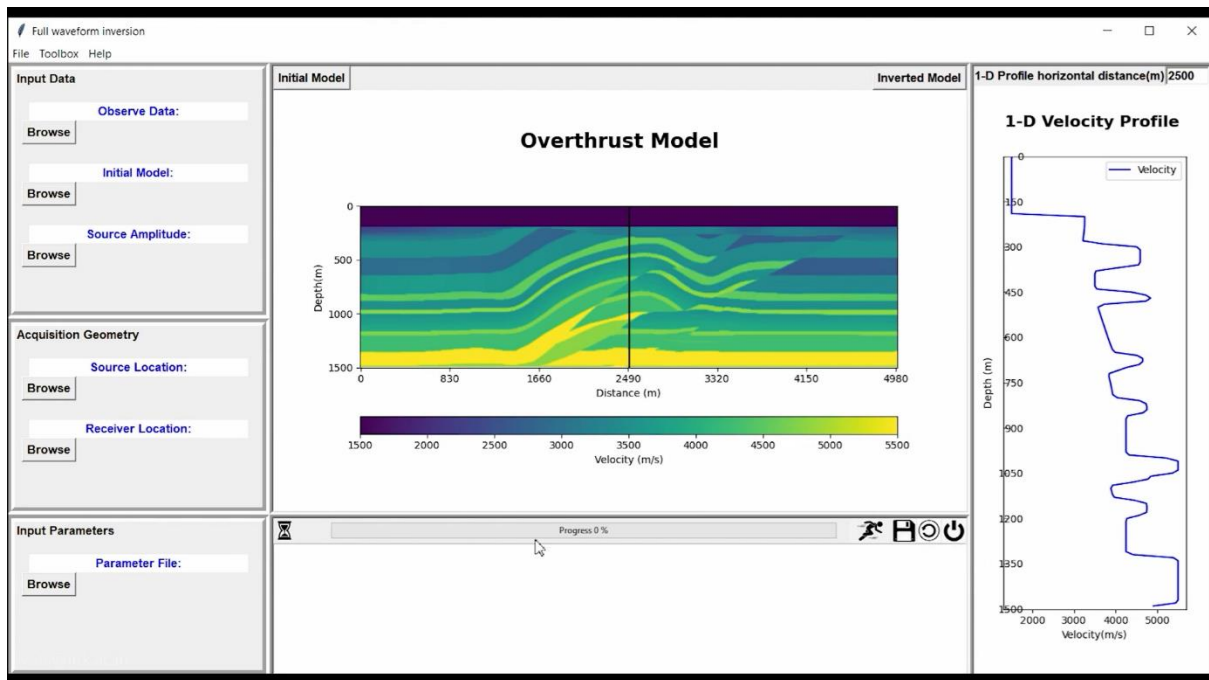 Full waveform inversion
File Toolbox Help
Input Data
Observe Data:
Browse
Initial Model:
Browse
Source Amplitude:
Browse
Acquisition Geometry
Source Location:
Browse
Receiver Location:
Browse
Input Parameters
Parameter File:
Browse
Initial Model
Inverted Model
Overthrust Model
0
500
1000
1500
Depth(m)
0 830 1660 2490 3320 4150 4980
Distance (m)
1500 2000 2500 3000 3500 4000 4500 5000 5500
Velocity (m/s)
Progress 0 %
1-D Profile horizontal distance(m) 2500
1-D Velocity Profile
Velocity
0
150
300
450
600
750
900
1050
1200
1350
1500
Depth (m)
2000 3000 4000 5000
Velocity(m/s)